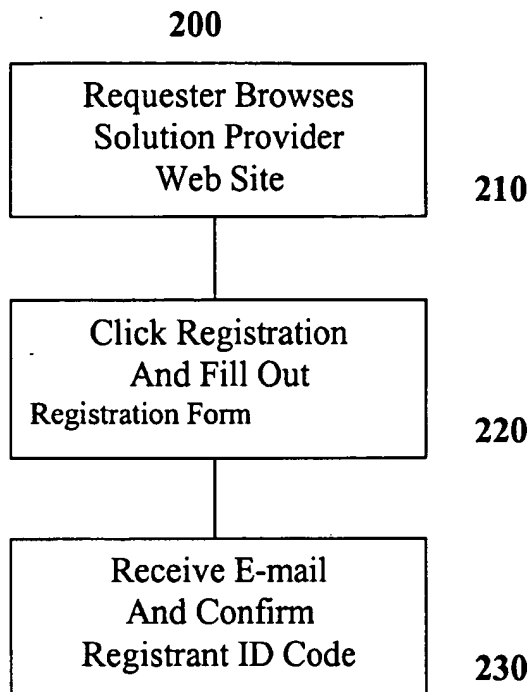 200
Requester Browses
Solution Provider
Web Site
210
Click Registration
And Fill Out
Registration Form
220
Receive E-mail
And Confirm
Registrant ID Code
230